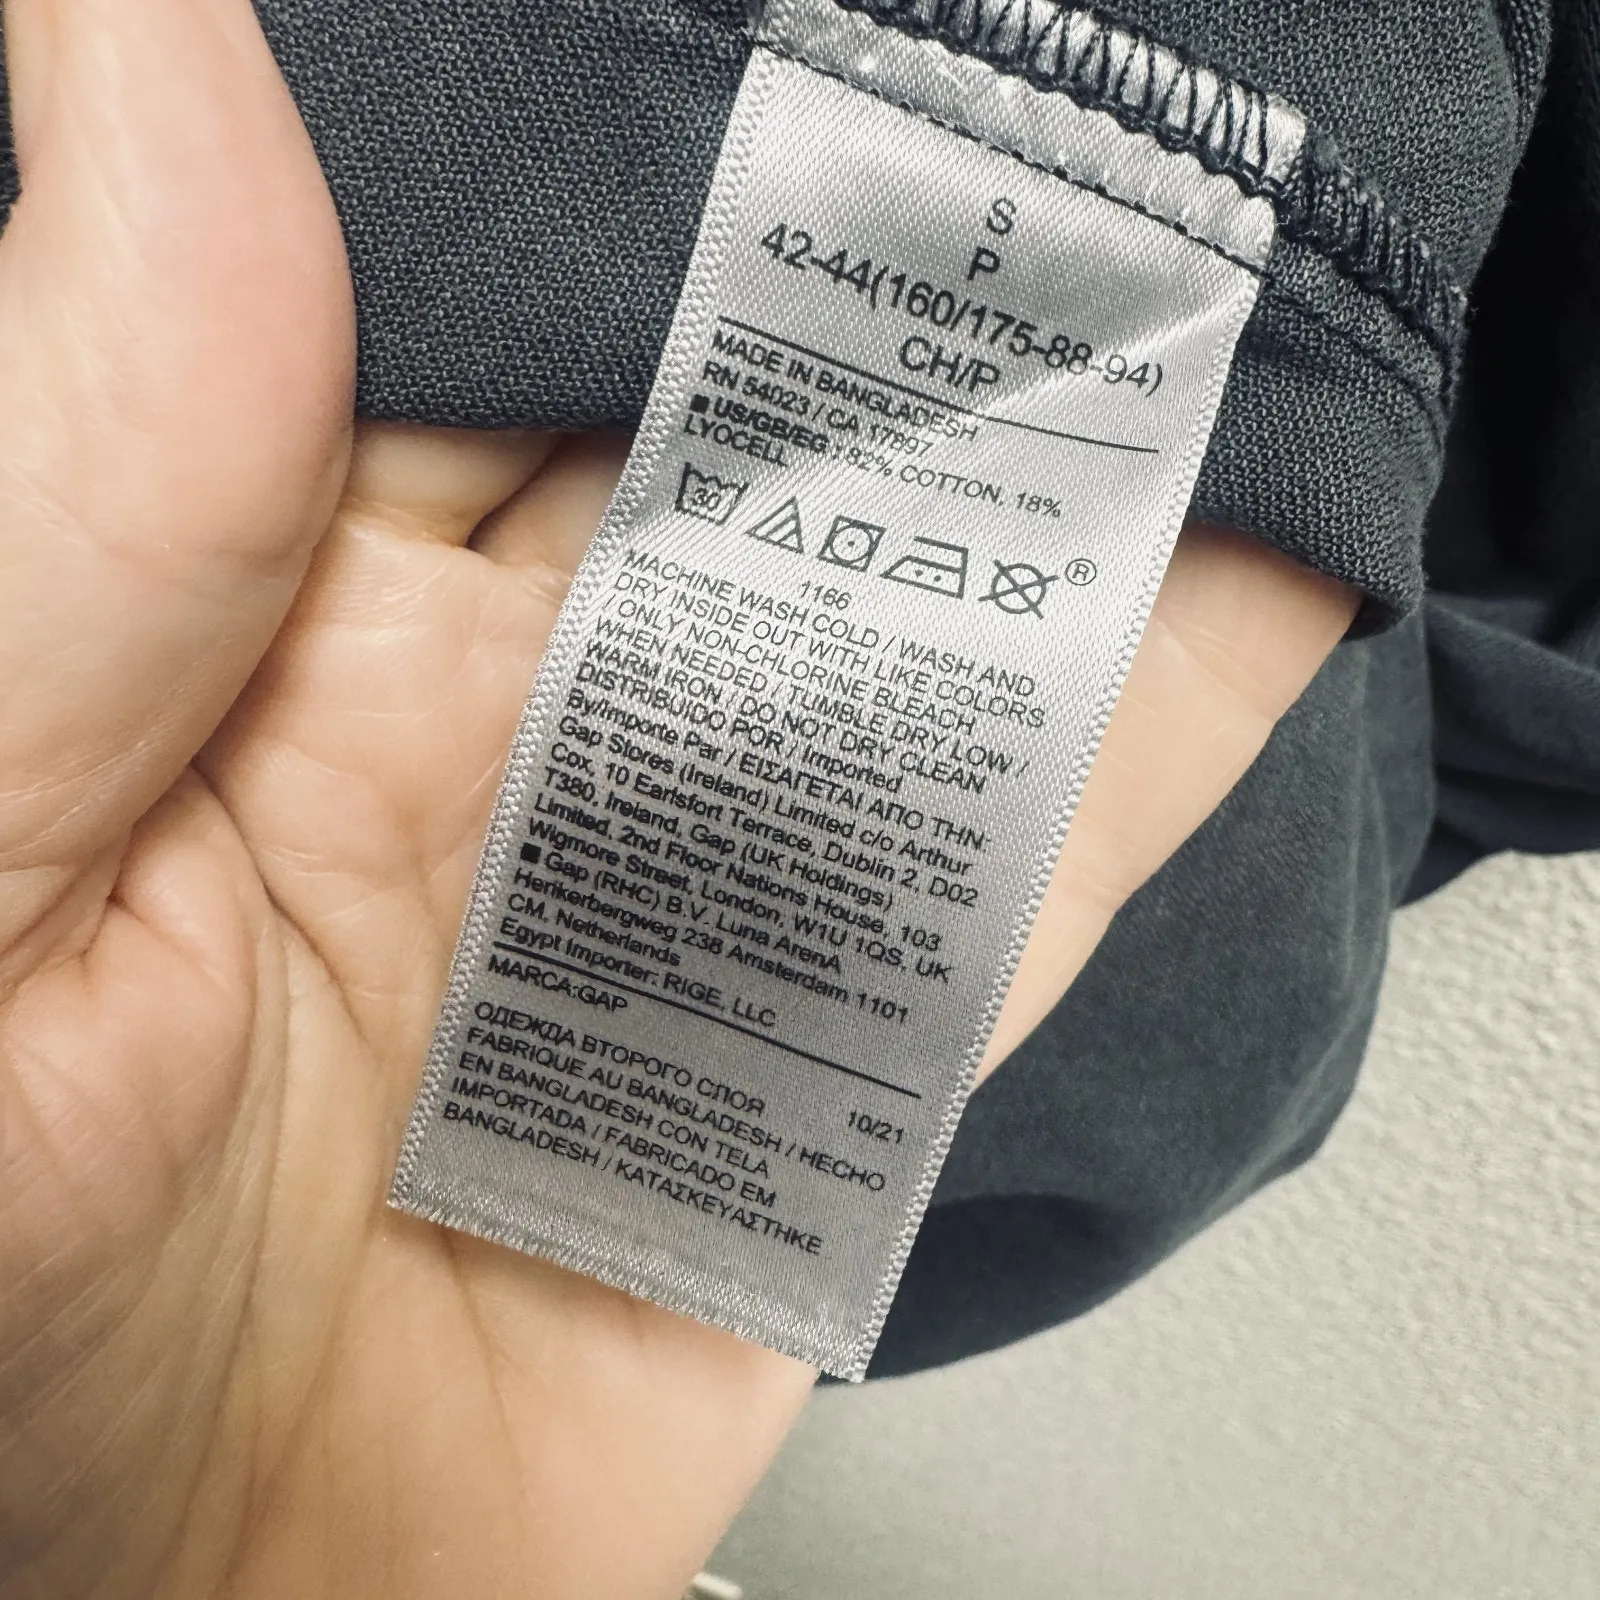 S
P
42-44(160/175-88-94)
CH/P
MADE IN BANGLADESH
RN 54023 / CA 17897
■ US/GB/EG : 82% COTTON, 18%
LYOCELL
30
®
1166
MACHINE WASH COLD / WASH AND
DRY INSIDE OUT WITH LIKE COLORS
/ ONLY NON-CHLORINE BLEACH
WHEN NEEDED / TUMBLE DRY LOW /
WARM IRON / DO NOT DRY CLEAN
DISTRIBUIDO POR / Imported
By/Importe Par / ΕΙΣΑΓΕΤΑΙ ΑΠΟ ΤΗΝ:
Gap Stores (Ireland) Limited c/o Arthur
Cox, 10 Earlsfort Terrace, Dublin 2, D02
T380, Ireland, Gap (UK Holdings)
Limited, 2nd Floor Nations House, 103
Wigmore Street, London, W1U 1QS, UK
■ Gap (RHC) B.V. Luna ArenA
Herikerbergweg 238 Amsterdam 1101
CM, Netherlands
Egypt Importer: RIGE, LLC
MARCA:GAP
ОДЕЖДА ВТОРОГО СЛОЯ 10/21
FABRIQUE AU BANGLADESH / HECHO
EN BANGLADESH CON TELA
IMPORTADA / FABRICADO EM
BANGLADESH / ΚΑΤΑΣΚΕΥΑΣΤΗΚΕ